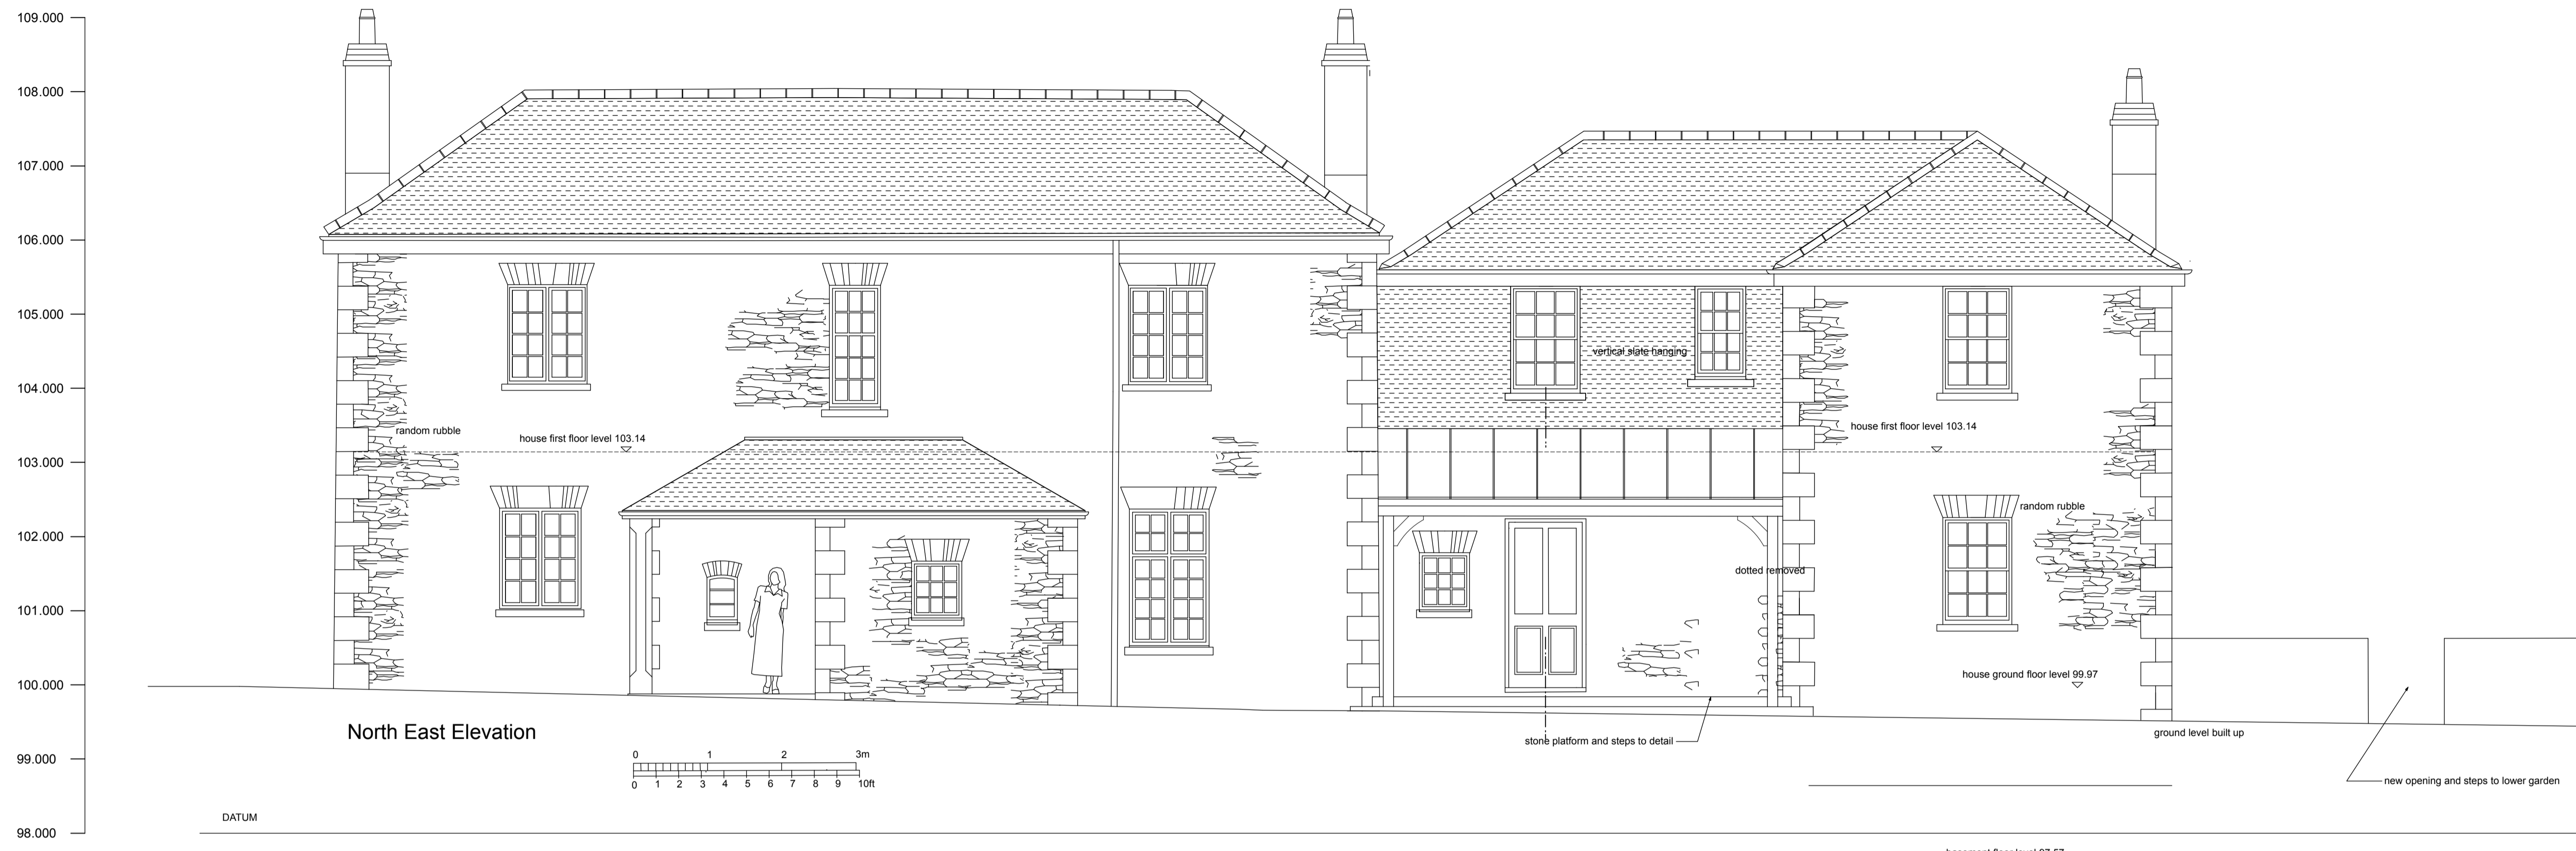 109.000
108.000
107.000
106.000
105.000
104.000
103.000
102.000
101.000
100.000
99.000
98.000
vertical slate hanging
random rubble
house first floor level 103.14
house first floor level 103.14
random rubble
dotted removed
house ground floor level 99.97
North East Elevation
stone platform and steps to detail
ground level built up
new opening and steps to lower garden
0 1 2 3m
0 1 2 3 4 5 6 7 8 9 10ft
DATUM